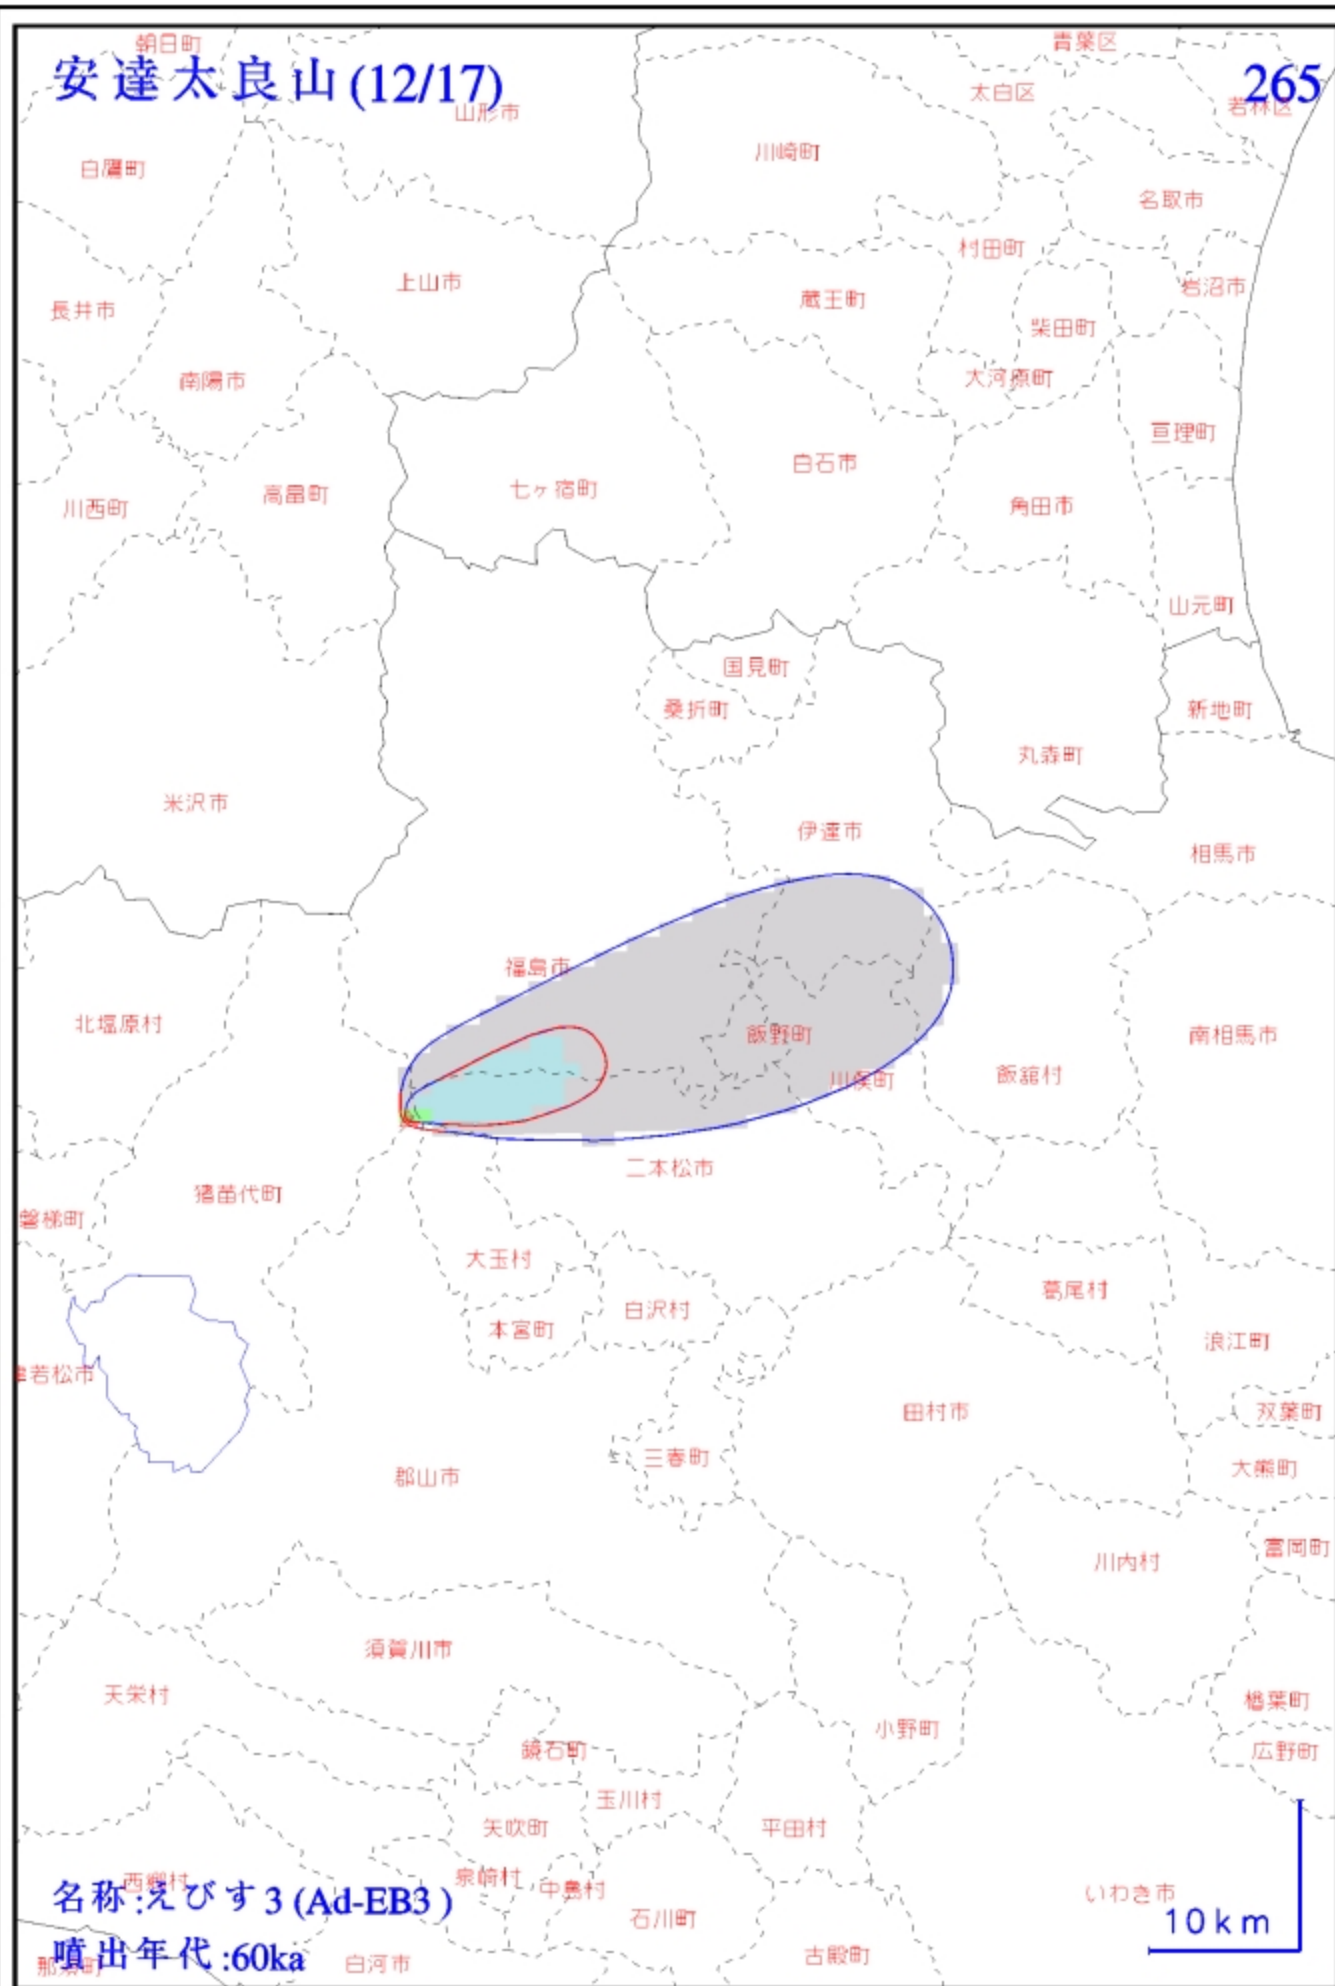 朝日町
青葉区
安達太良山(12/17)
265
太白区
若林区
山形市
川崎町
白鷹町
名取市
村田町
上山市
岩沼市
蔵王町
長井市
柴田町
南陽市
大河原町
亘理町
白石市
七ヶ宿町
高畠町
角田市
川西町
山元町
国見町
桑折町
新地町
丸森町
米沢市
伊達市
相馬市
福島市
北塩原村
飯野町
南相馬市
飯舘村
川俣町
二本松市
猪苗代町
磐梯町
大玉村
葛尾村
白沢村
本宮町
浪江町
若松市
田村市
双葉町
三春町
大熊町
郡山市
富岡町
川内村
須賀川市
天栄村
楢葉町
小野町
鏡石町
広野町
玉川村
矢吹町
平田村
西郷村
泉崎村
中島村
いわき市
名称:えびす3(Ad-EB3)
石川町
10km
古殿町
噴出年代:60ka
那須町
白河市